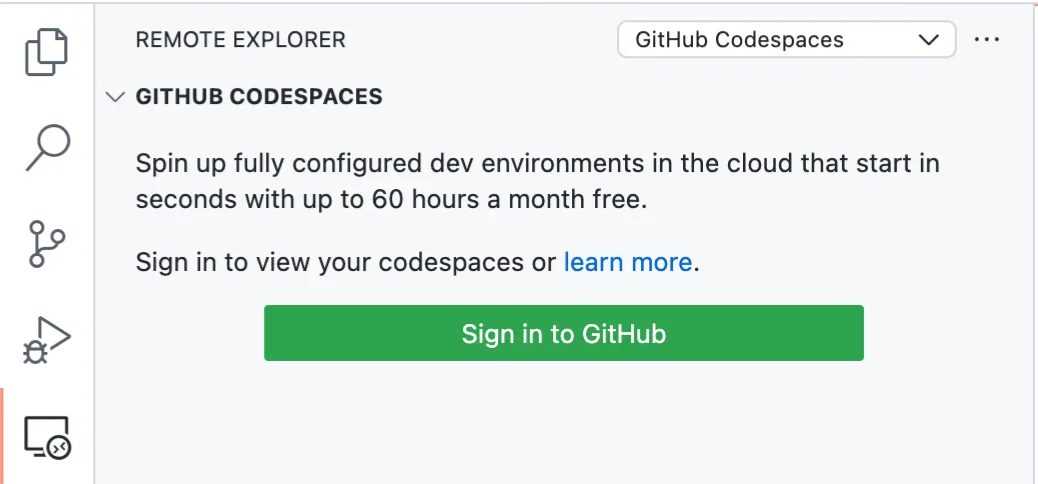 REMOTE EXPLORER
GitHub Codespaces
GITHUB CODESPACES
Spin up fully configured dev environments in the cloud that start in
seconds with up to 60 hours a month free.
Sign in to view your codespaces or learn more.
Sign in to GitHub